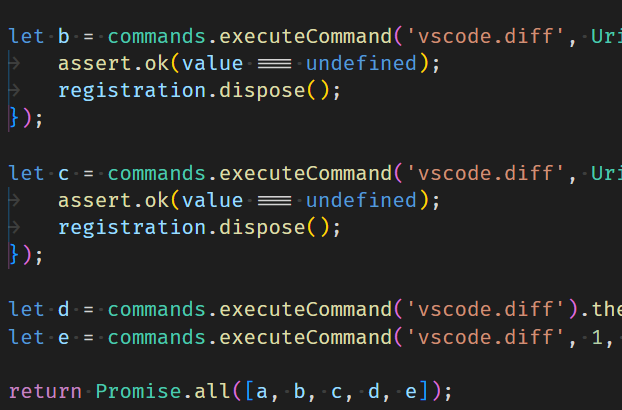 let b = commands.executeCommand('vscode.diff', Uri
    assert.ok(value === undefined);
    registration.dispose();
});
let c = commands.executeCommand('vscode.diff', Uri
    assert.ok(value === undefined);
    registration.dispose();
});
let d = commands.executeCommand('vscode.diff').the
let e = commands.executeCommand('vscode.diff', 1,
return Promise.all([a, b, c, d, e]);